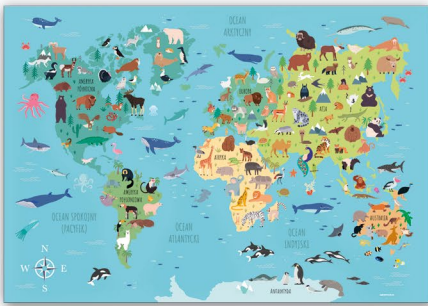 OCEAN
ARKTYCZNY
AMERYKA
PÓŁNOCNA
EUROPA
AZJA
AFRYKA
AMERYKA
POŁUDNIOWA
OCEAN SPOKOJNY
(PACYFIK)
OCEAN
ATLANTYCKI
OCEAN
INDYJSKI
AUSTRALIA
N
W E
S
ANTARKTYDA